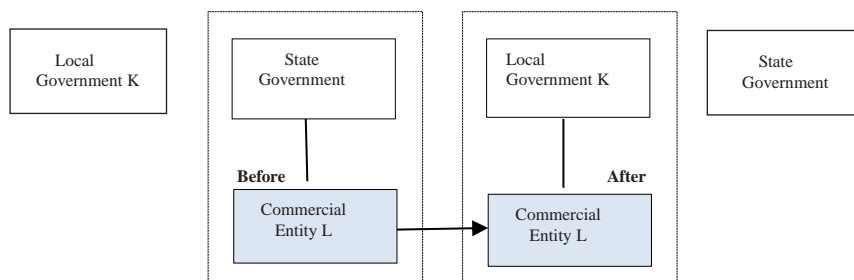 Local
Government K
State
Government
Before
Commercial
Entity L
Local
Government K
After
Commercial
Entity L
State
Government